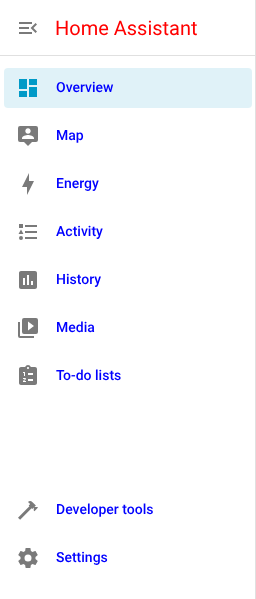 Home Assistant
Overview
Map
Energy
Activity
History
Media
To-do lists
Developer tools
Settings